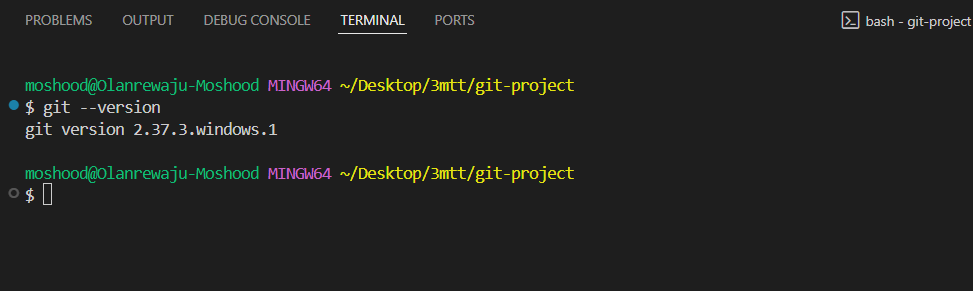 PROBLEMS OUTPUT DEBUG CONSOLE TERMINAL PORTS bash - git-project
moshood@Olanrewaju-Moshood MINGW64 ~/Desktop/3mtt/git-project
$ git --version
git version 2.37.3.windows.1
moshood@Olanrewaju-Moshood MINGW64 ~/Desktop/3mtt/git-project
$